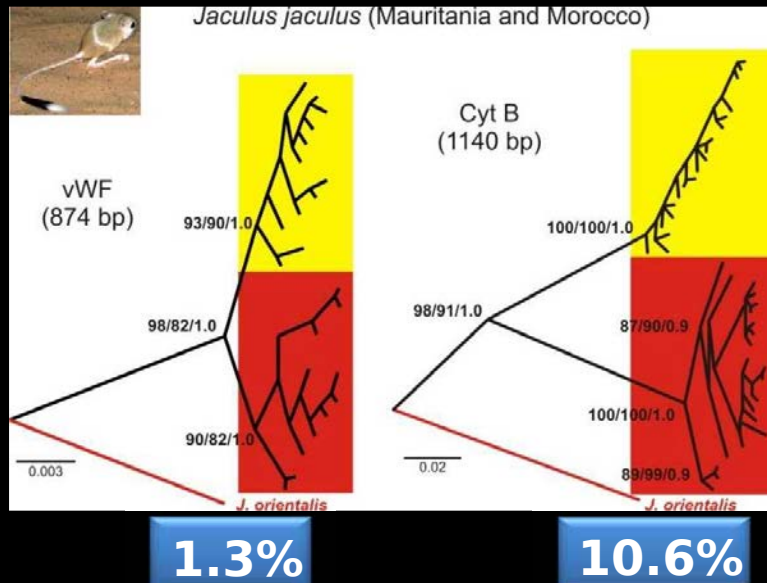 Jaculus jaculus (Mauritania and Morocco)
vWF
(874 bp)
93/90/1.0
98/82/1.0
90/82/1.0
0.003
J. orientalis
1.3%
Cyt B
(1140 bp)
100/100/1.0
98/91/1.0
87/90/0.9
100/100/1.0
89/99/0.9
0.02
J. orientalis
10.6%